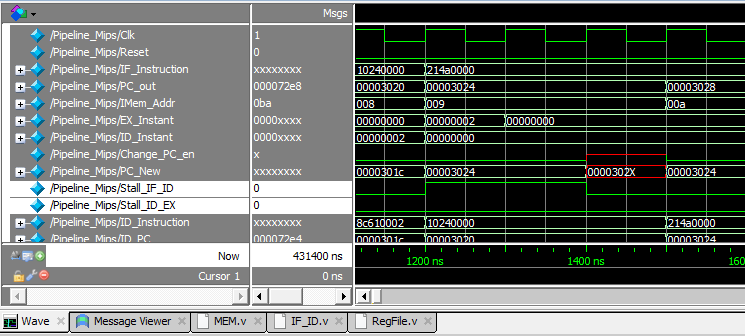 Msgs
/Pipeline_Mips/Clk 1
/Pipeline_Mips/Reset 0
/Pipeline_Mips/IF_Instruction xxxxxxxx 10240000 214a0000
/Pipeline_Mips/PC_out 000072e8 00003020 00003024 00003028
/Pipeline_Mips/IMem_Addr 0ba 008 009 00a
/Pipeline_Mips/EX_Instant 0000xxxx 00000000 00000002 00000000
/Pipeline_Mips/ID_Instant 0000xxxx 00000002 00000000
/Pipeline_Mips/Change_PC_en x
/Pipeline_Mips/PC_New xxxxxxxx 0000301c 00003024 0000302X 00003024
/Pipeline_Mips/Stall_IF_ID 0
/Pipeline_Mips/Stall_ID_EX 0
/Pipeline_Mips/ID_Instruction xxxxxxxx 8c610002 10240000 214a0000
/Pipeline_Mips/ID_PC 000072e4 0000301c 00003020 00003024
Now 431400 ns 1200 ns 1400 ns 1600
Cursor 1 0 ns
Wave Message Viewer MEM.v IF_ID.v RegFile.v